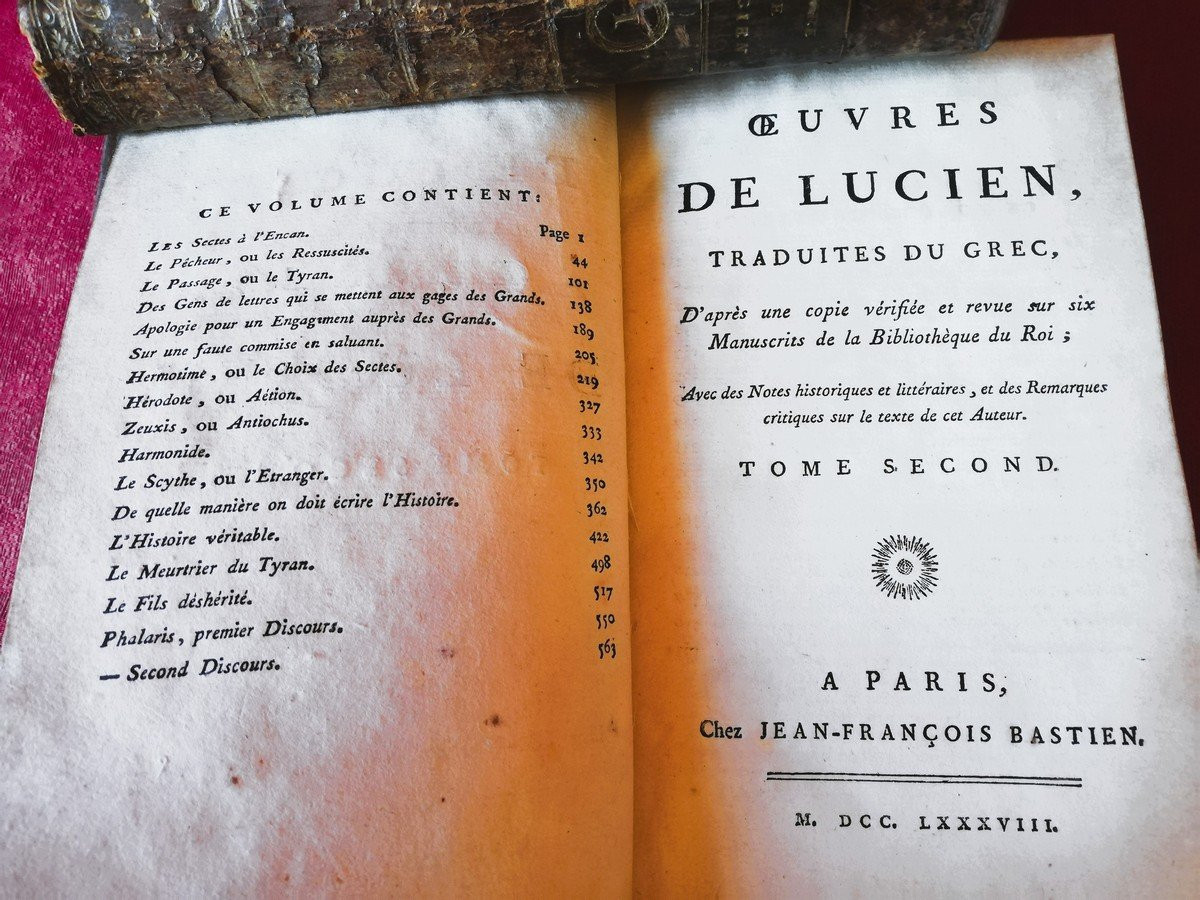 CE VOLUME CONTIENT:
LES Sectes à l'Encan. Page 1
Le Pêcheur, ou les Ressuscités. 44
Le Passage, ou le Tyran. 101
Des Gens de lettres qui se mettent aux gages des Grands. 138
Apologie pour un Engagement auprès des Grands. 189
Sur une faute commise en saluant. 205
Hermotime, ou le Choix des Sectes. 219
Hérodote, ou Aétion. 327
Zeuxis, ou Antiochus. 333
Harmonide. 342
Le Scythe, ou l'Etranger. 350
De quelle manière on doit écrire l'Histoire. 362
L'Histoire véritable. 422
Le Meurtrier du Tyran. 498
Le Fils déshérité. 517
Phalaris, premier Discours. 550
— Second Discours. 563
ŒUVRES
DE LUCIEN,
TRADUITES DU GREC,
D'après une copie vérifiée et revue sur six
Manuscrits de la Bibliothèque du Roi ;
Avec des Notes historiques et littéraires, et des Remarques
critiques sur le texte de cet Auteur.
TOME SECOND.
A PARIS,
Chez JEAN-FRANÇOIS BASTIEN.
M. DCC. LXXXVIII.